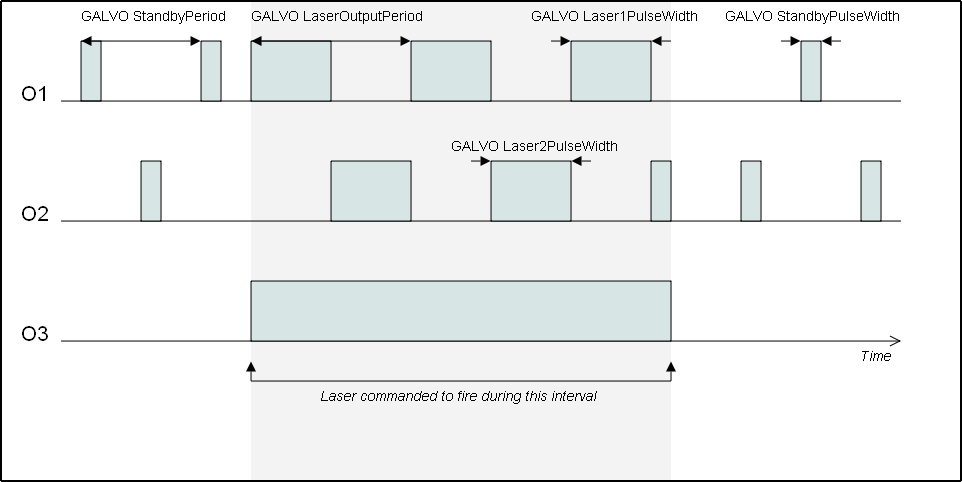 GALVO StandbyPeriod
GALVO LaserOutputPeriod
GALVO Laser1PulseWidth
GALVO StandbyPulseWidth
O1
GALVO Laser2PulseWidth
O2
O3
Time
Laser commanded to fire during this interval